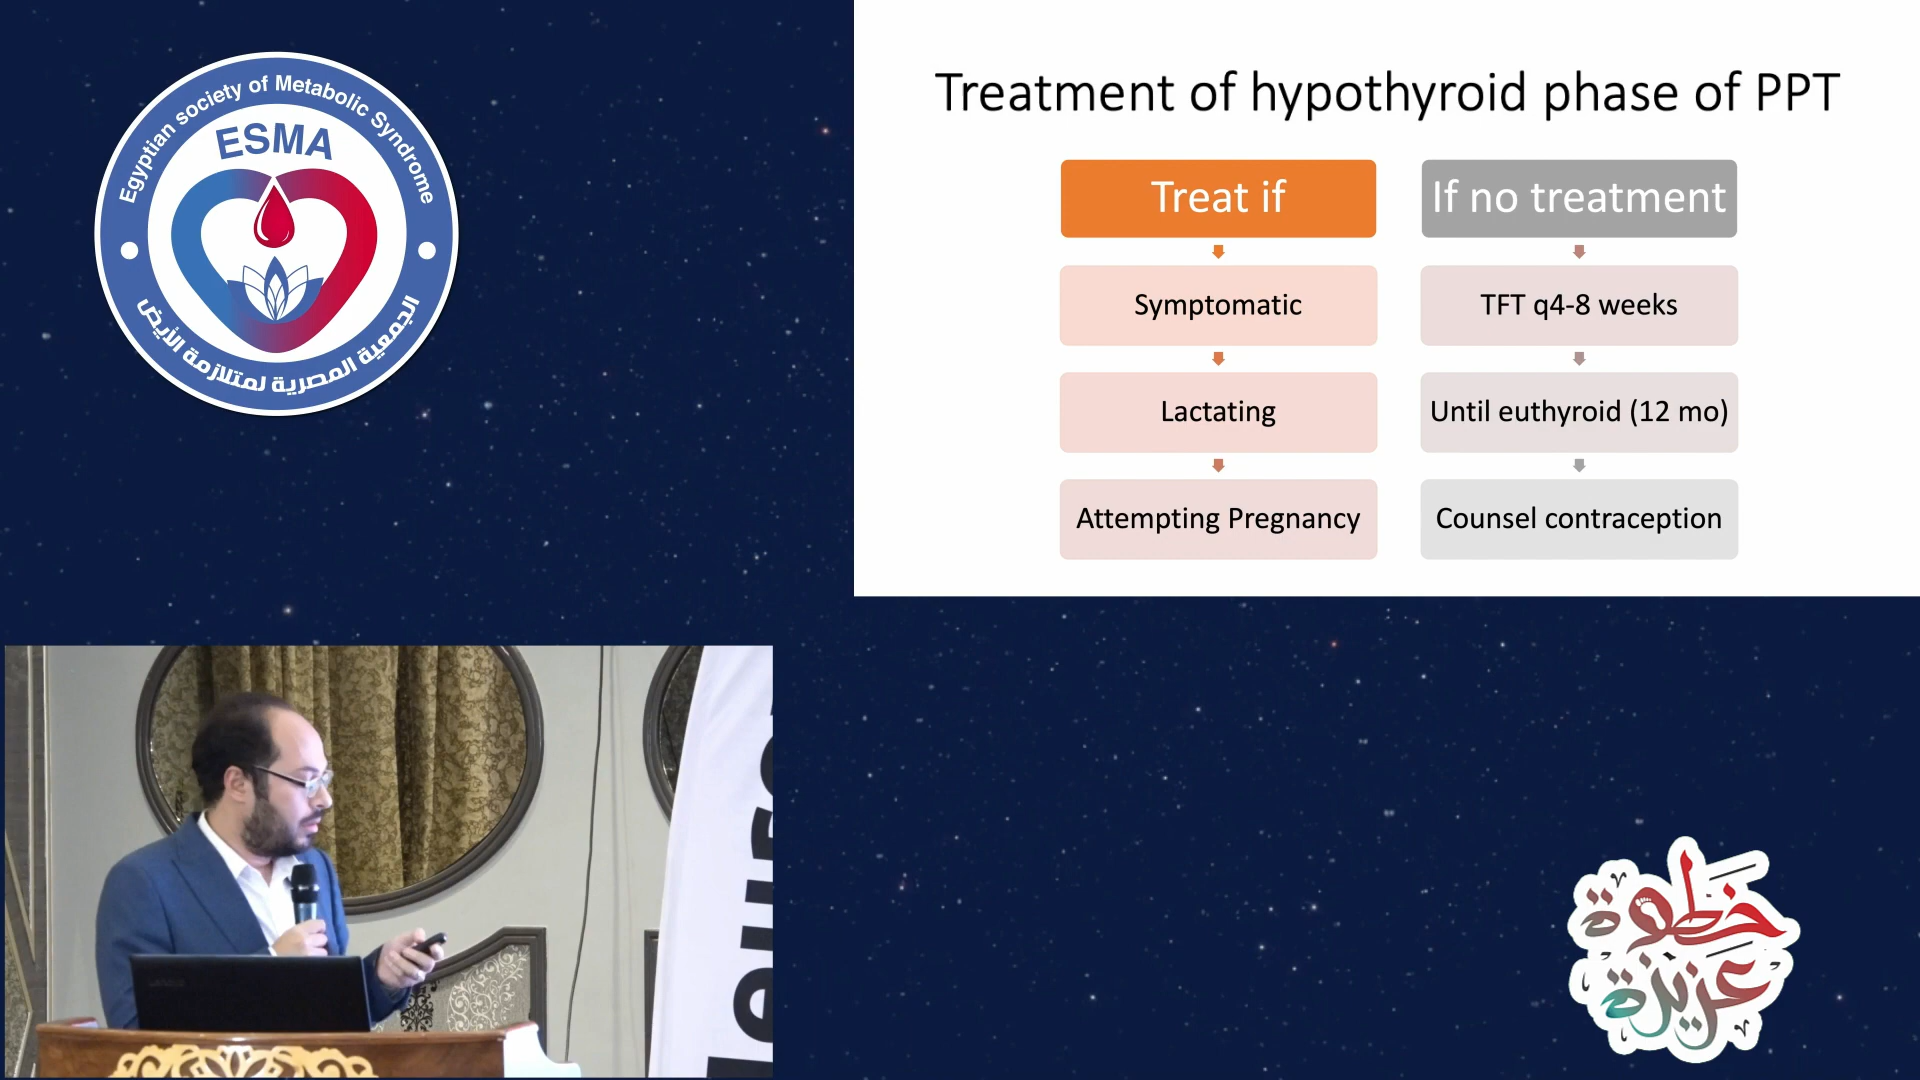 Egyptian society of Metabolic Syndrome
ESMA
الجمعية المصرية لمتلازمة الأيض
Treatment of hypothyroid phase of PPT
Treat if
Symptomatic
Lactating
Attempting Pregnancy
If no treatment
TFT q4-8 weeks
Until euthyroid (12 mo)
Counsel contraception
خطوة
عزيزة